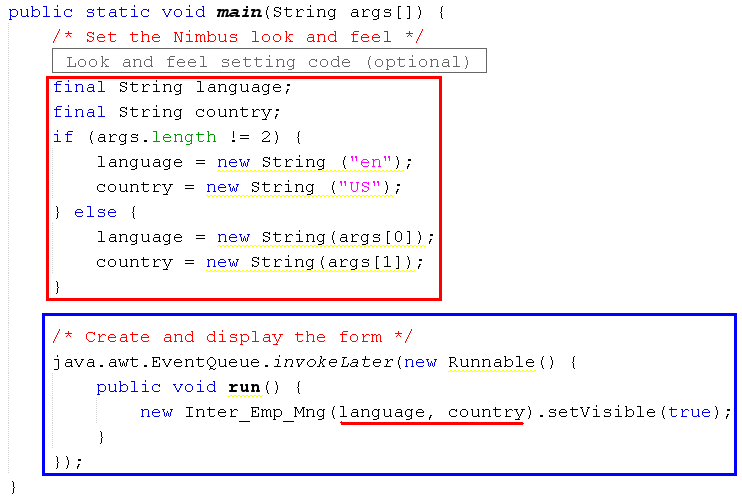 public static void main(String args[]) {
    /* Set the Nimbus look and feel */
    Look and feel setting code (optional)
    final String language;
    final String country;
    if (args.length != 2) {
        language = new String ("en");
        country = new String ("US");
    } else {
        language = new String(args[0]);
        country = new String(args[1]);
    }
    /* Create and display the form */
    java.awt.EventQueue.invokeLater(new Runnable() {
        public void run() {
            new Inter_Emp_Mng(language, country).setVisible(true);
        }
    });
}